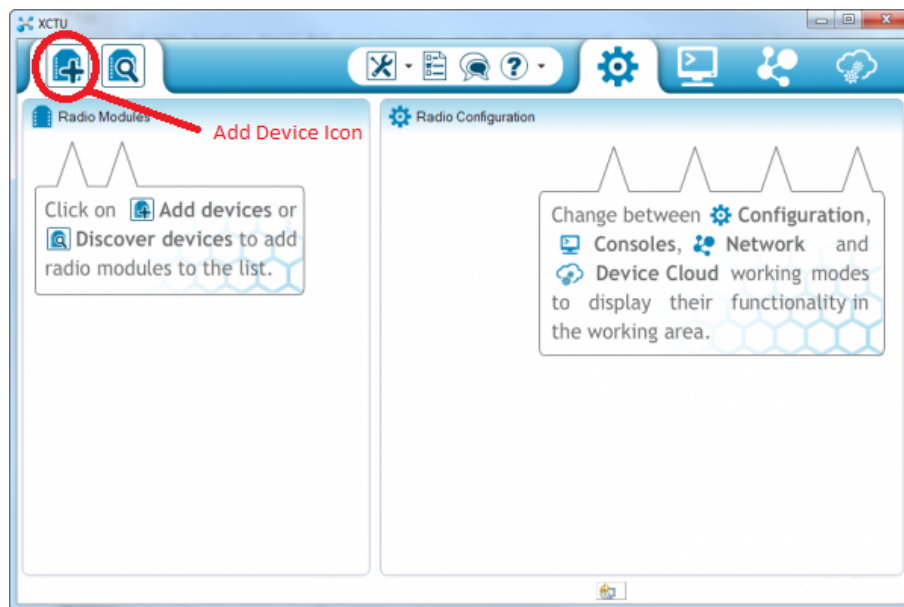 XCTU
Radio Modules
Add Device Icon
Radio Configuration
Click on Add devices or
Discover devices to add
radio modules to the list.
Change between Configuration,
Consoles, Network and
Device Cloud working modes
to display their functionality in
the working area.